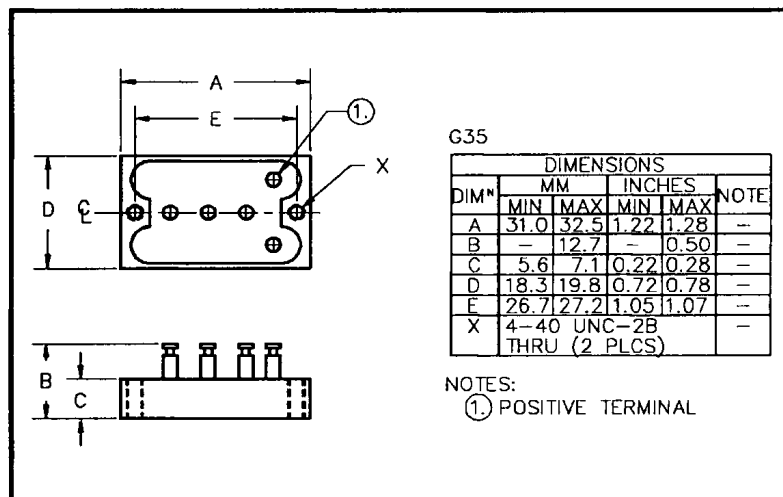 A
E
1.
X
D
C L
B
C
G35
DIMENSIONS
DIM" MM INCHES NOTE
MIN MAX MIN MAX
A 31.0 32.5 1.22 1.28 –
B – 12.7 – 0.50 –
C 5.6 7.1 0.22 0.28 –
D 18.3 19.8 0.72 0.78 –
E 26.7 27.2 1.05 1.07 –
X 4–40 UNC–2B –
THRU (2 PLCS)
NOTES:
1. POSITIVE TERMINAL